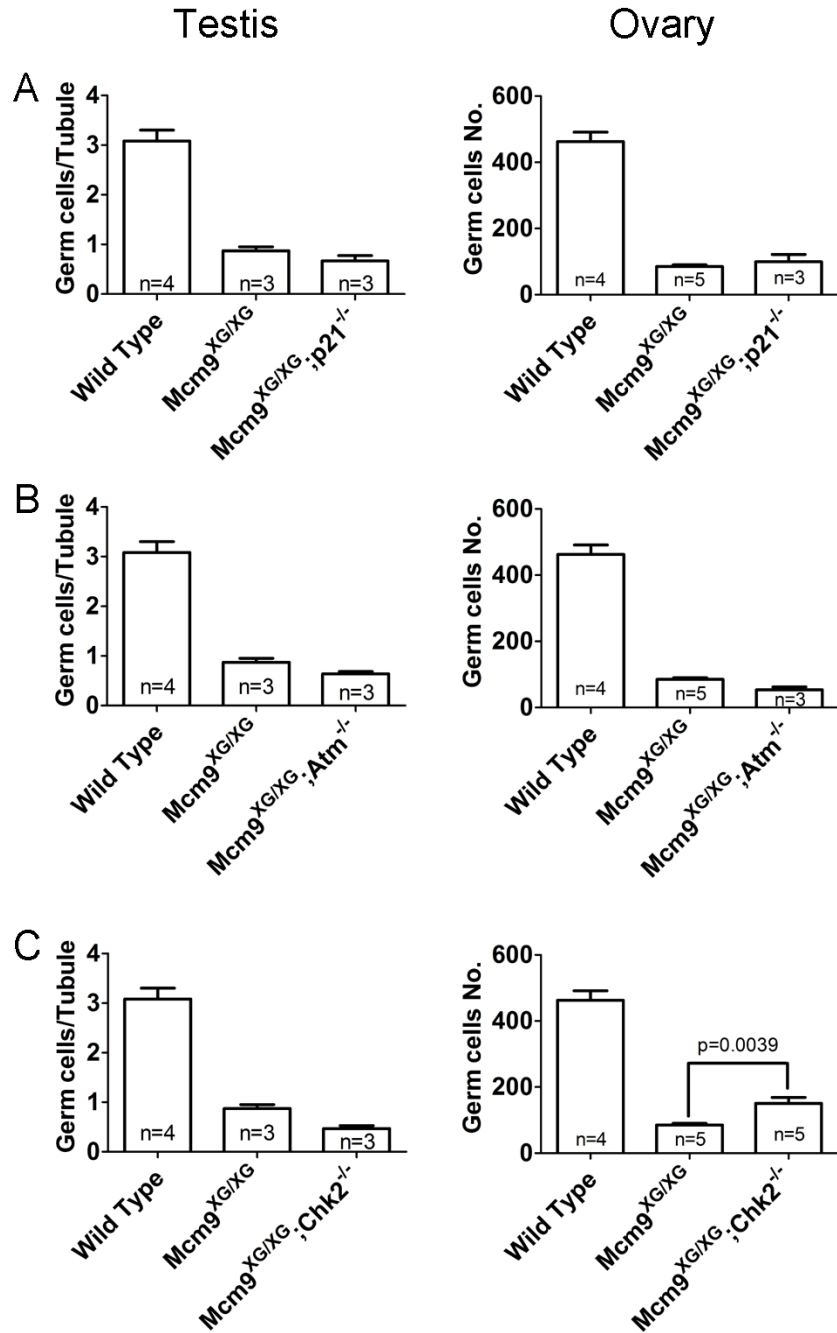 Testis
Ovary
A
Germ cells/Tubule
4
3
2
1
0
n=4
n=3
n=3
Wild Type
Mcm9XG/XG
Mcm9XG/XG;p21-/-
Germ cells No.
600
400
200
0
n=4
n=5
n=3
Wild Type
Mcm9XG/XG
Mcm9XG/XG;p21-/-
B
Germ cells/Tubule
4
3
2
1
0
n=4
n=3
n=3
Wild Type
Mcm9XG/XG
Mcm9XG/XG;Atm-/-
Germ cells No.
600
400
200
0
n=4
n=5
n=3
Wild Type
Mcm9XG/XG
Mcm9XG/XG;Atm-/-
C
Germ cells/Tubule
4
3
2
1
0
n=4
n=3
n=3
Wild Type
Mcm9XG/XG
Mcm9XG/XG;Chk2-/-
Germ cells No.
600
400
200
0
p=0.0039
n=4
n=5
n=5
Wild Type
Mcm9XG/XG
Mcm9XG/XG;Chk2-/-